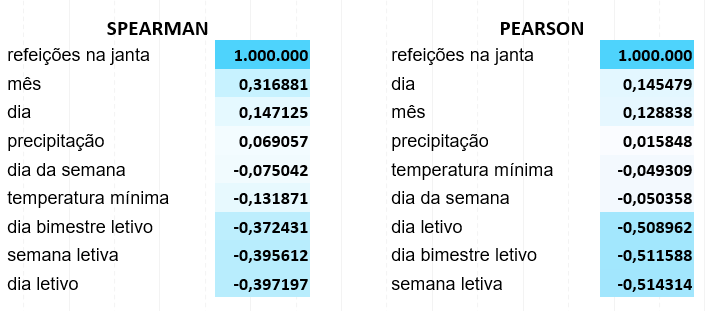 SPEARMAN
refeições na janta 1.000.000
mês 0,316881
dia 0,147125
precipitação 0,069057
dia da semana -0,075042
temperatura mínima -0,131871
dia bimestre letivo -0,372431
semana letiva -0,395612
dia letivo -0,397197
PEARSON
refeições na janta 1.000.000
dia 0,145479
mês 0,128838
precipitação 0,015848
temperatura mínima -0,049309
dia da semana -0,050358
dia letivo -0,508962
dia bimestre letivo -0,511588
semana letiva -0,514314